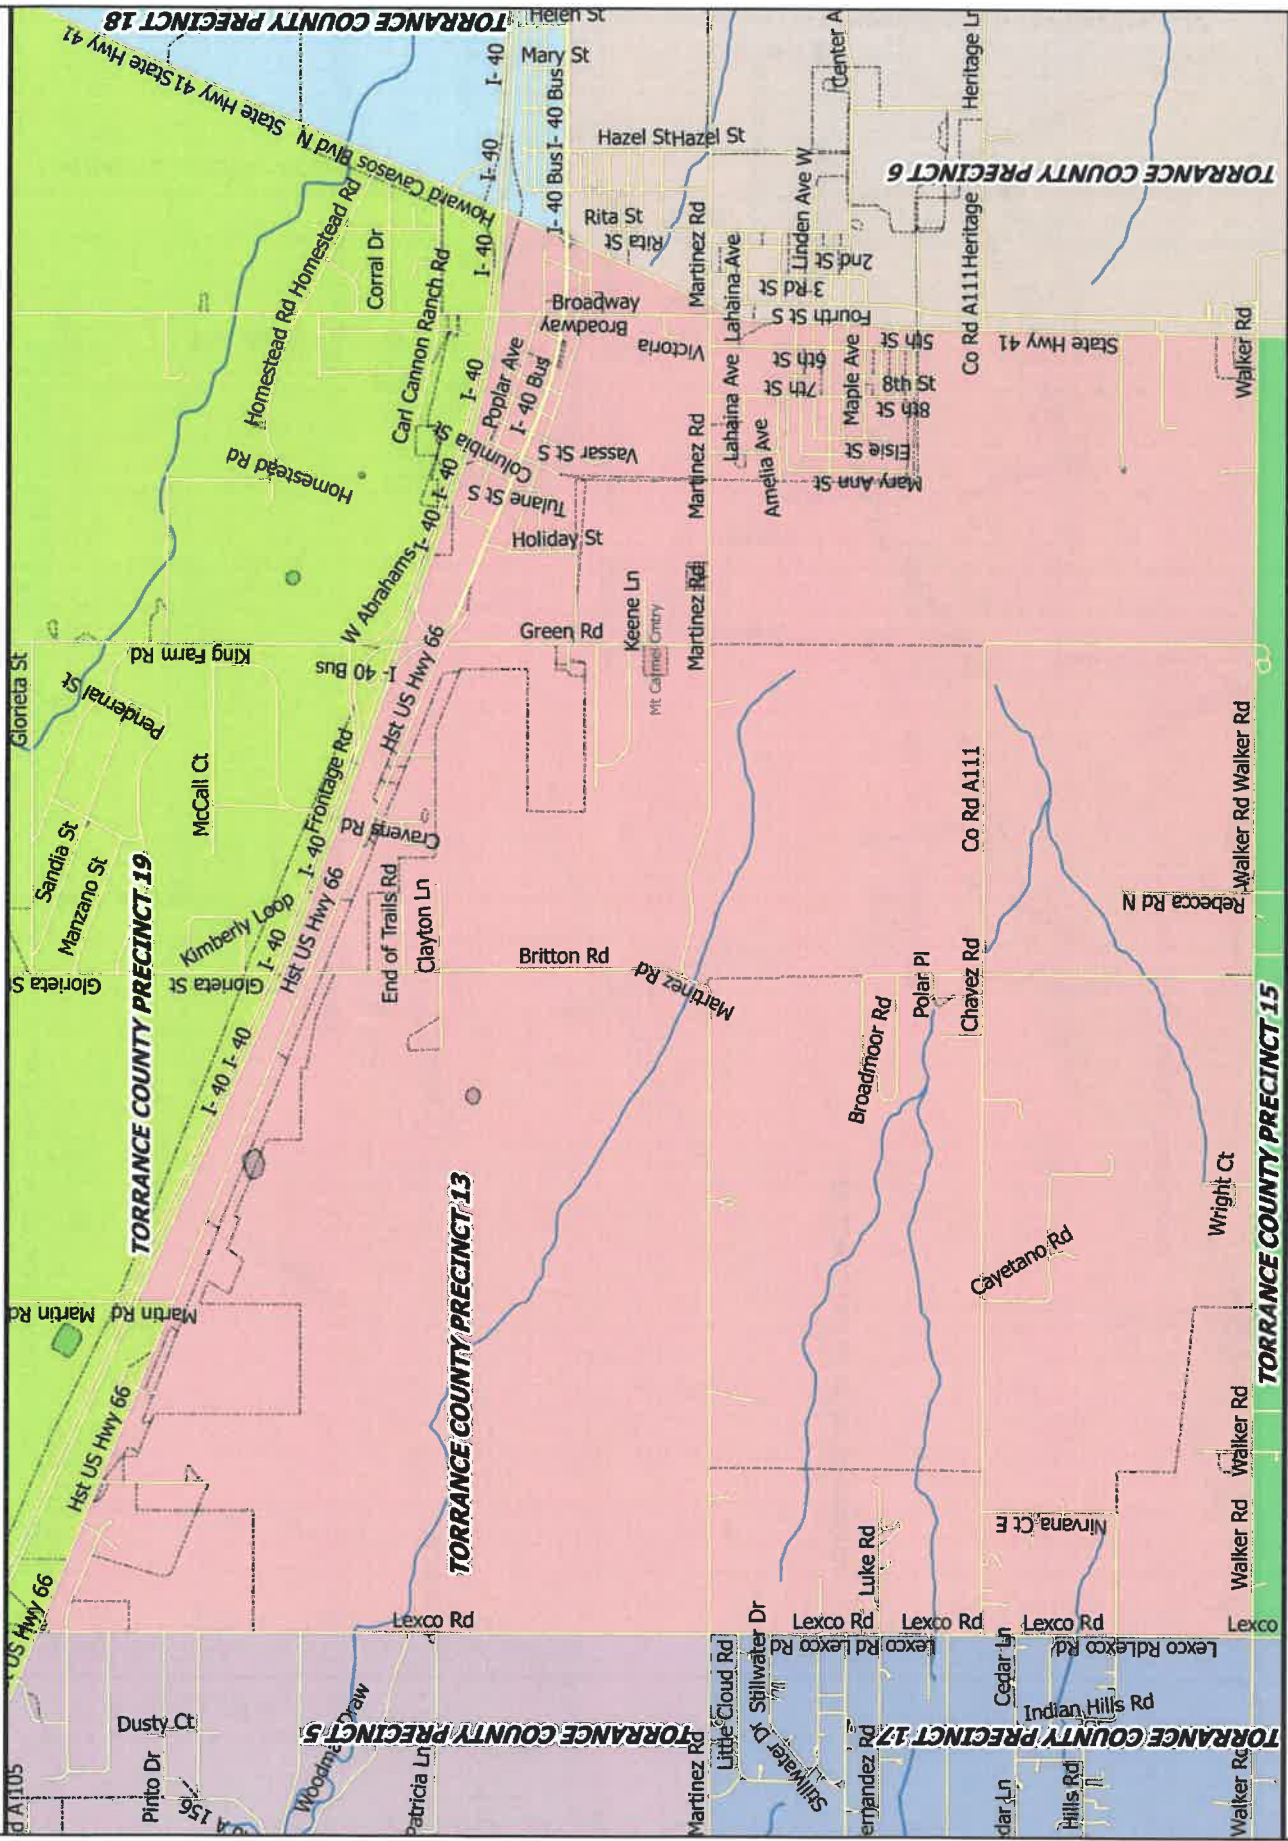 TORRANCE COUNTY PRECINCT 18
Helen St
State Hwy 41 State Hwy 41
I- 40
Mary St
Center A
Heritage Ln
Howard Cavasos Blvd N
I- 40
I- 40 Bus I- 40 Bus
Hazel St Hazel St
TORRANCE COUNTY PRECINCT 6
Homestead Rd Homestead Rd
Corral Dr
Carl Cannon Ranch Rd
I- 40
Rita St
Rita St
Martinez Rd
Lahaina Ave Lahaina Ave
Linden Ave W
2nd St
3 Rd St
Fourth St S
Co Rd A111 Heritage
Broadway
Broadway
Victoria
5th St
6th St
7th St
8th St
8th St
State Hwy 41
Walker Rd
Poplar Ave
I- 40 Bus
I- 40
Columbia St
Vassar St S
Maple Ave
Elsie St
Mary Ann St
Amelia Ave
Martinez Rd
Homestead Rd
Tulane St S
Holiday St
I- 40 I- 40
W Abrahams
Green Rd
Keene Ln
Mt Calmel Cmtry
Martinez Rd
King Farm Rd
I- 40 Bus
Hst US Hwy 66
Glorieta St
Pendernal St
McCall Ct
I- 40 Frontage Rd
Cravens Rd
Co Rd A111
Walker Rd Walker Rd
Rebecca Rd N
Sandia St
Manzano St
TORRANCE COUNTY PRECINCT 19
Kimberly Loop
I- 40
Hst US Hwy 66
End of Trails Rd
Clayton Ln
Britton Rd
Martinez Rd
Glorieta S
Glorieta St
Glorieta St
Broadmoor Rd
Polar Pl
Chavez Rd
I- 40 I- 40
TORRANCE COUNTY PRECINCT 13
TORRANCE COUNTY PRECINCT 15
Wright Ct
Cayetano Rd
Martin Rd
Martin Rd
Hst US Hwy 66
Walker Rd
Walker Rd
Nirvana Ct E
Luke Rd
US Hwy 66
Lexco Rd
Lexco Rd
Lexco Rd
Lexco Rd
Lexco
Lexco Rd Lexco Rd
Lexco
Lexco Rd Lexco Rd
Stillwater Dr
Little Cloud Rd
Cedar Ln
Indian Hills Rd
Dusty Ct
Woodman Draw
TORRANCE COUNTY PRECINCT 5
TORRANCE COUNTY PRECINCT 17
d A 105
Pinto Dr
A 156
Patricia Ln
Martinez Rd
Stillwater Dr
ernandez Rd
dar Ln
Hills Rd
Walker Rd